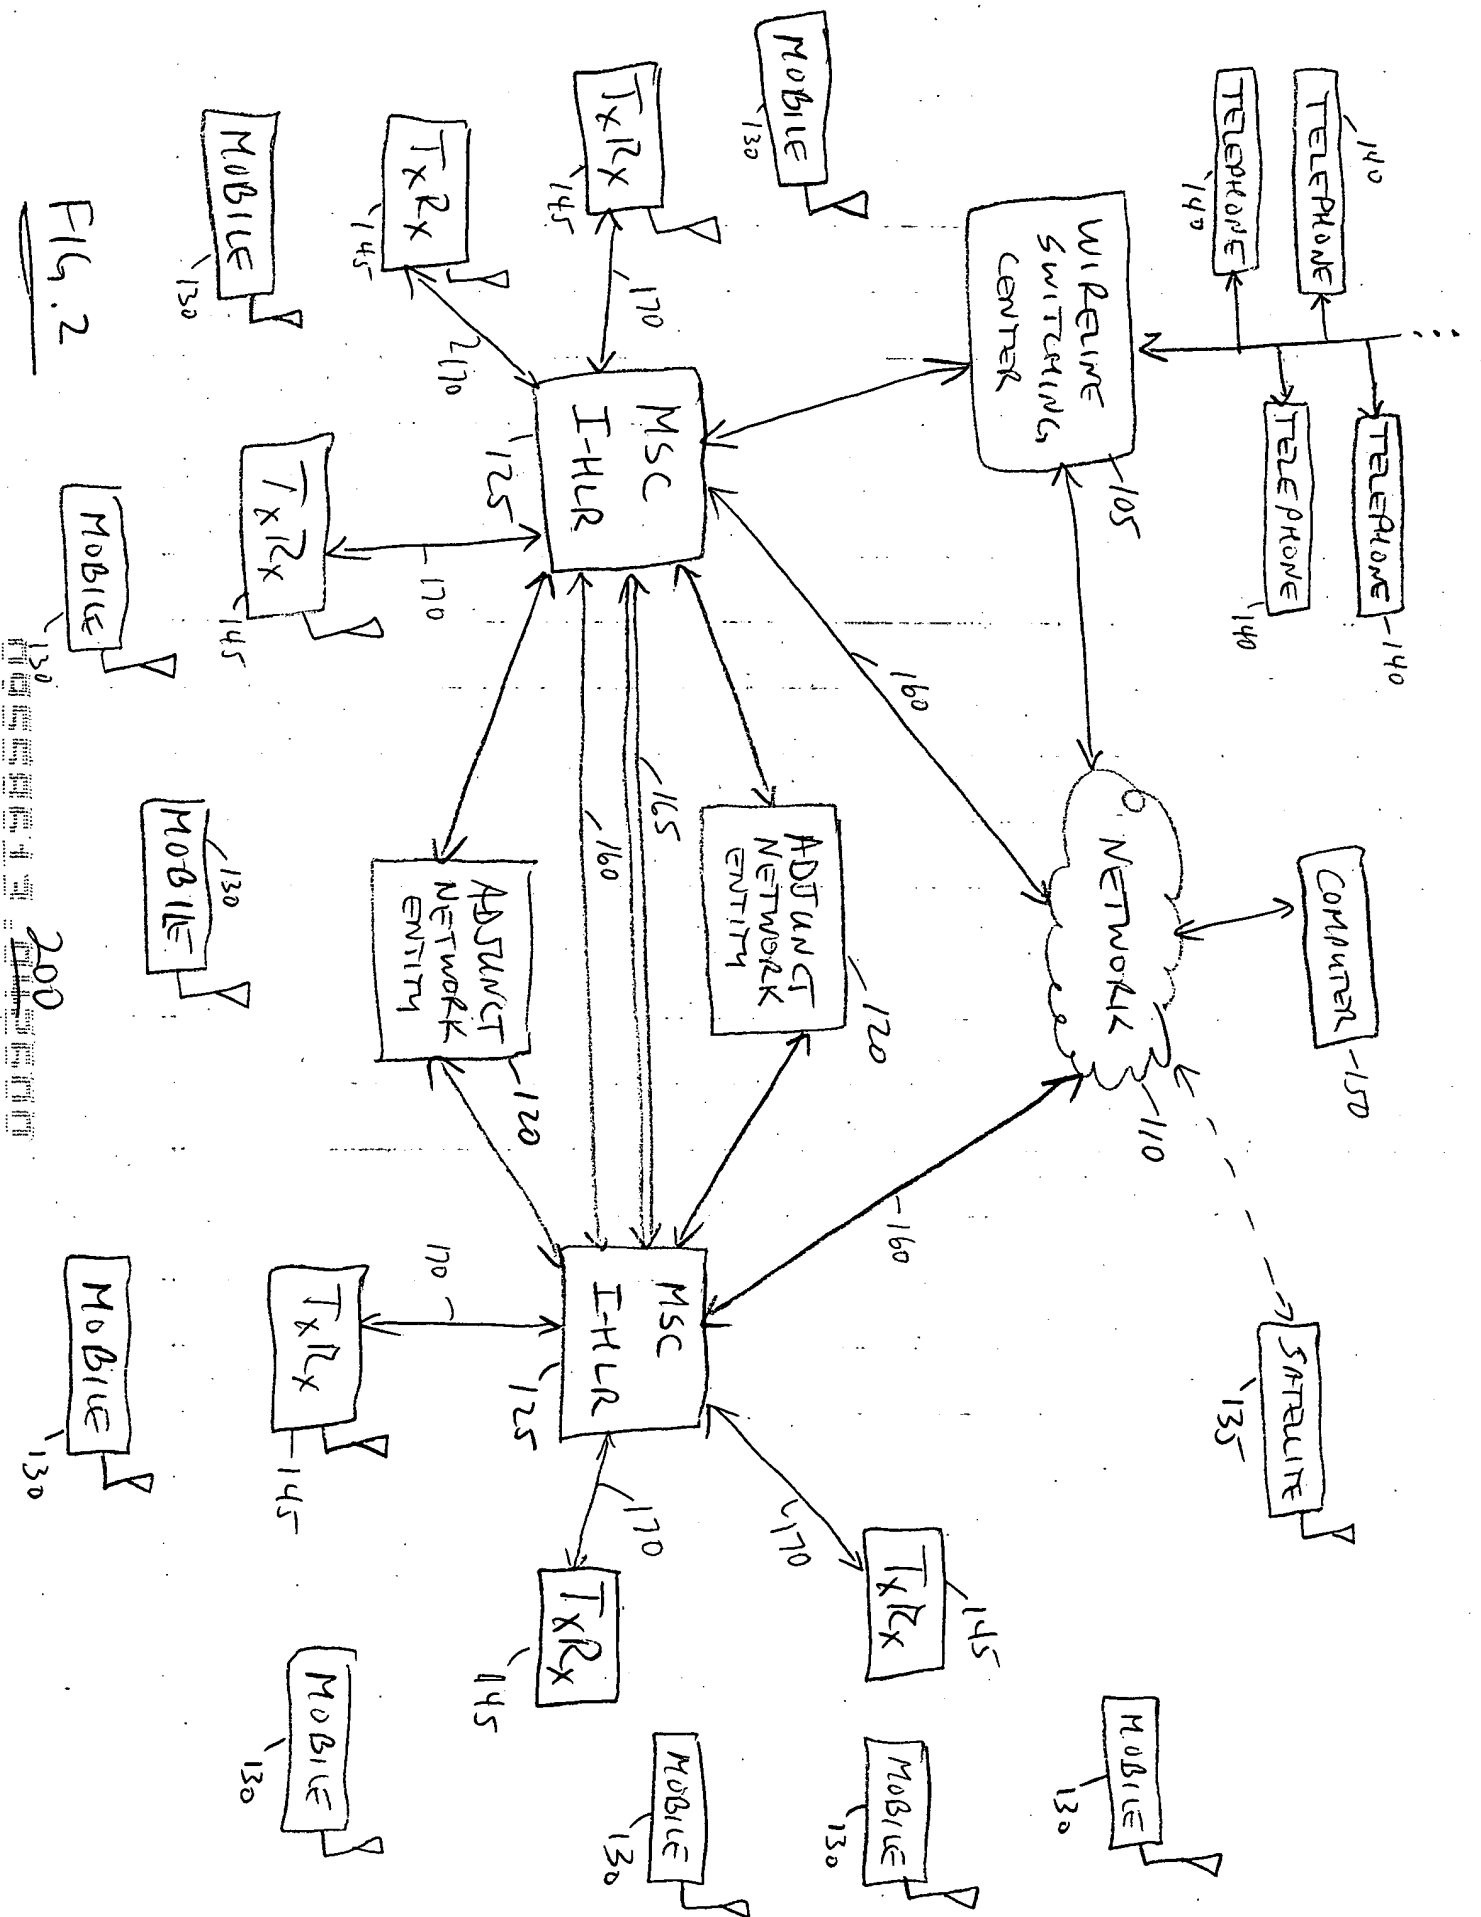 ...
140
TELEPHONE
TELEPHONE
140
TELEPHONE
140
TELEPHONE
140
COMPUTER
150
SATELLITE
135
WIRELINE
SWITCHING
CENTER
105
NETWORK
110
160
160
MOBILE
130
MOBILE
130
ADJUNCT
NETWORK
ENTITY
120
TxRx
145
170
MOBILE
130
TxRx
145
170
MSC
I-HLR
125
165
160
MSC
I-HLR
125
170
TxRx
145
MOBILE
130
TxRx
145
170
ADJUNCT
NETWORK
ENTITY
120
170
TxRx
145
170
TxRx
145
MOBILE
130
MOBILE
130
MOBILE
130
MOBILE
130
MOBILE
130
FIG. 2
200